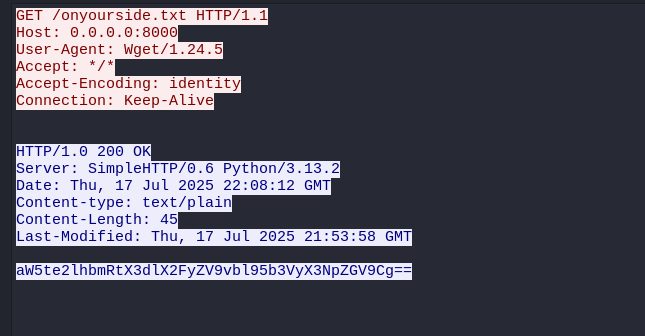 GET /onyourside.txt HTTP/1.1
Host: 0.0.0.0:8000
User-Agent: Wget/1.24.5
Accept: */*
Accept-Encoding: identity
Connection: Keep-Alive
HTTP/1.0 200 OK
Server: SimpleHTTP/0.6 Python/3.13.2
Date: Thu, 17 Jul 2025 22:08:12 GMT
Content-type: text/plain
Content-Length: 45
Last-Modified: Thu, 17 Jul 2025 21:53:58 GMT
aW5te2lhbmRtX3dlX2FyZV9vbl95b3VyX3NpZGV9Cg==